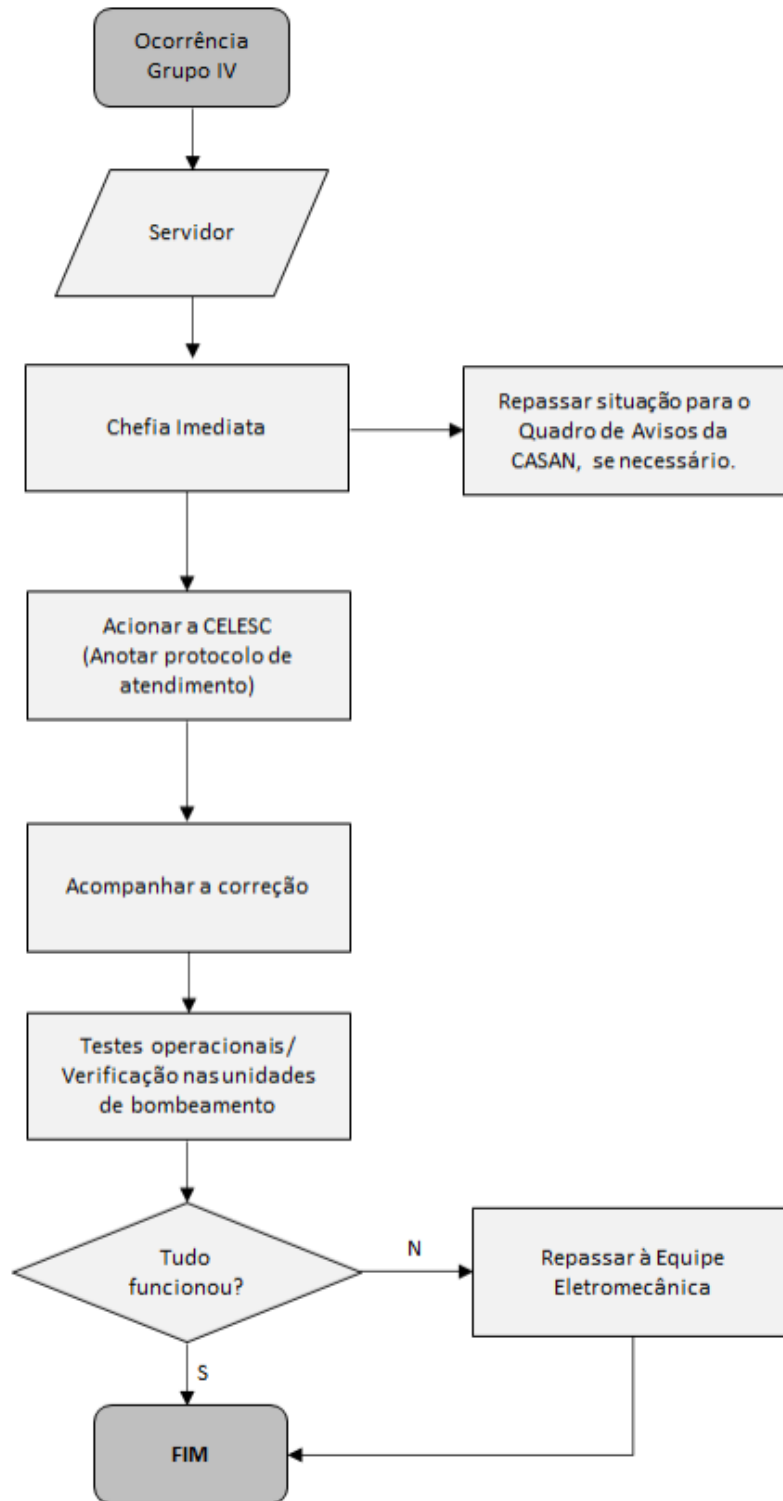 Ocorrência
Grupo IV
Servidor
Chefia Imediata
Repassar situação para o
Quadro de Avisos da
CASAN, se necessário.
Acionar a CELESC
(Anotar protocolo de
atendimento)
Acompanhar a correção
Testes operacionais/
Verificação nas unidades
de bombeamento
Tudo
funcionou?
N
Repassar à Equipe
Eletromecânica
S
FIM